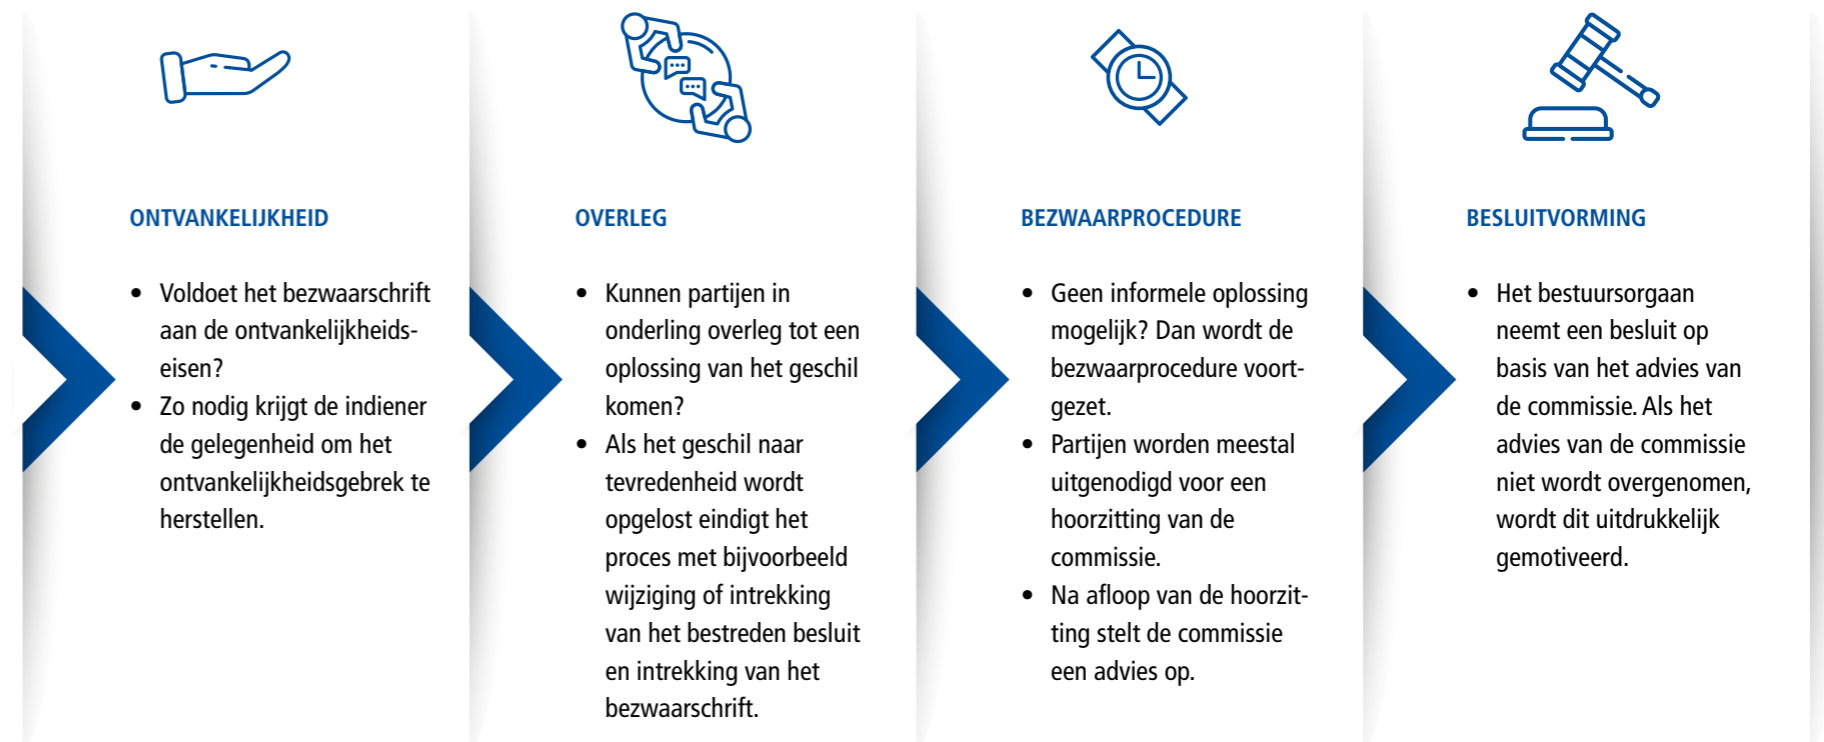 ONTVANKELIJKHEID
• Voldoet het bezwaarschrift
aan de ontvankelijkheids-
eisen?
• Zo nodig krijgt de indiener
de gelegenheid om het
ontvankelijkheidsgebrek te
herstellen.
OVERLEG
• Kunnen partijen in
onderling overleg tot een
oplossing van het geschil
komen?
• Als het geschil naar
tevredenheid wordt
opgelost eindigt het
proces met bijvoorbeeld
wijziging of intrekking
van het bestreden besluit
en intrekking van het
bezwaarschrift.
BEZWAARPROCEDURE
• Geen informele oplossing
mogelijk? Dan wordt de
bezwaarprocedure voort-
gezet.
• Partijen worden meestal
uitgenodigd voor een
hoorzitting van de
commissie.
• Na afloop van de hoorzit-
ting stelt de commissie
een advies op.
BESLUITVORMING
• Het bestuursorgaan
neemt een besluit op
basis van het advies van
de commissie. Als het
advies van de commissie
niet wordt overgenomen,
wordt dit uitdrukkelijk
gemotiveerd.